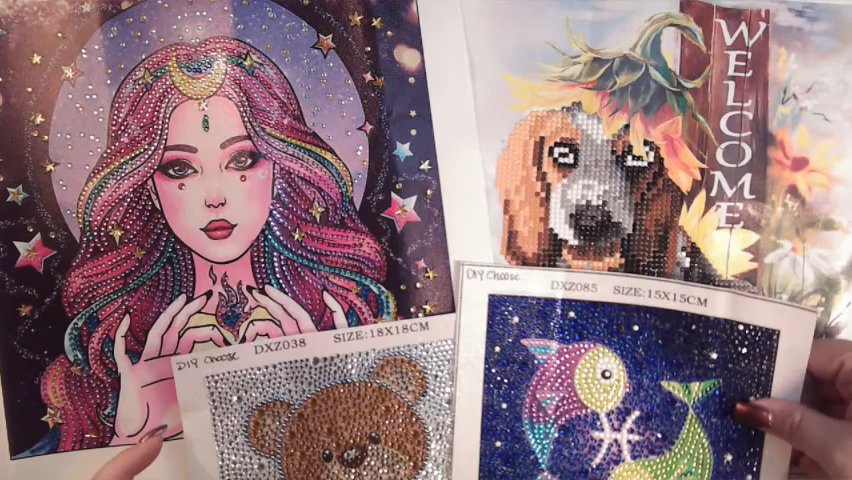 WELCOME
DIY Choose DXZ085 SIZE:15X15CM
DIY Choose DXZ038 SIZE:18X18CM